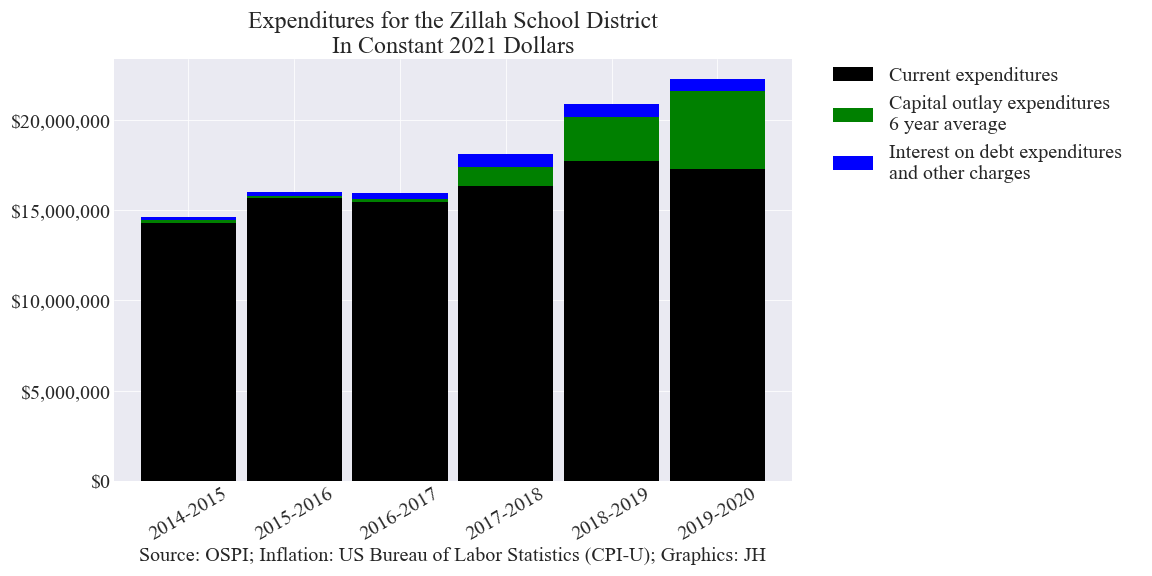 Expenditures for the Zillah School District
In Constant 2021 Dollars
Current expenditures
Capital outlay expenditures
6 year average
Interest on debt expenditures
and other charges
$20,000,000
$15,000,000
$10,000,000
$5,000,000
$0
2014-2015
2015-2016
2016-2017
2017-2018
2018-2019
2019-2020
Source: OSPI; Inflation: US Bureau of Labor Statistics (CPI-U); Graphics: JH